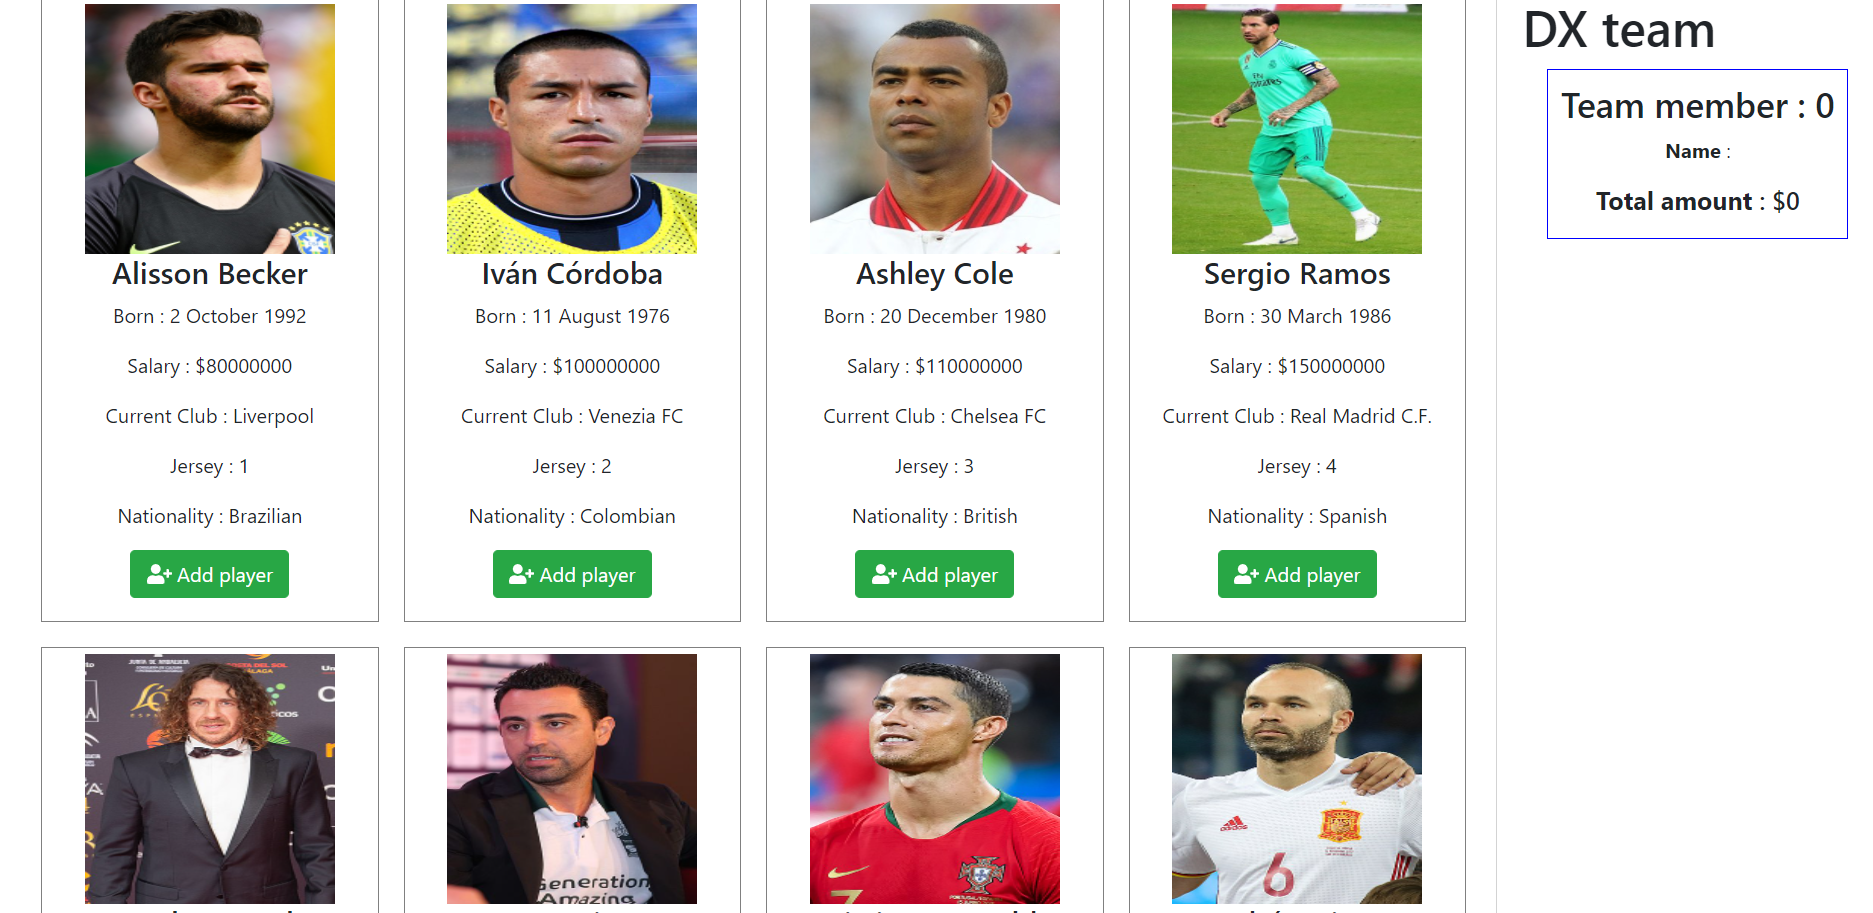 DX team
Team member : 0
Name :
Total amount : $0
Alisson Becker
Born : 2 October 1992
Salary : $80000000
Current Club : Liverpool
Jersey : 1
Nationality : Brazilian
Add player
Iván Córdoba
Born : 11 August 1976
Salary : $100000000
Current Club : Venezia FC
Jersey : 2
Nationality : Colombian
Add player
Ashley Cole
Born : 20 December 1980
Salary : $110000000
Current Club : Chelsea FC
Jersey : 3
Nationality : British
Add player
Sergio Ramos
Born : 30 March 1986
Salary : $150000000
Current Club : Real Madrid C.F.
Jersey : 4
Nationality : Spanish
Add player
Generation
Amazing
7
adidas
6